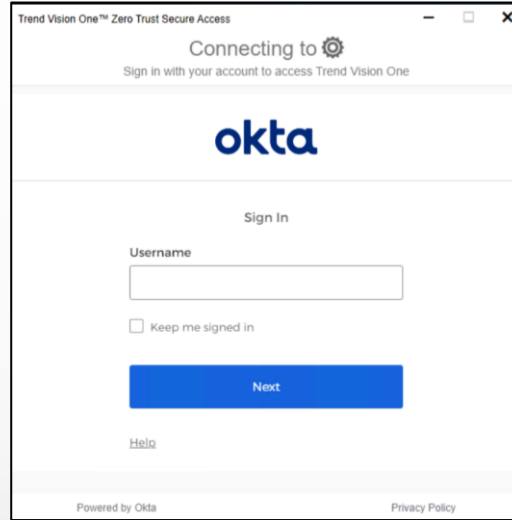 Trend Vision One™ Zero Trust Secure Access
Connecting to
Sign in with your account to access Trend Vision One
okta
Sign In
Username
Keep me signed in
Next
Help
Powered by Okta
Privacy Policy